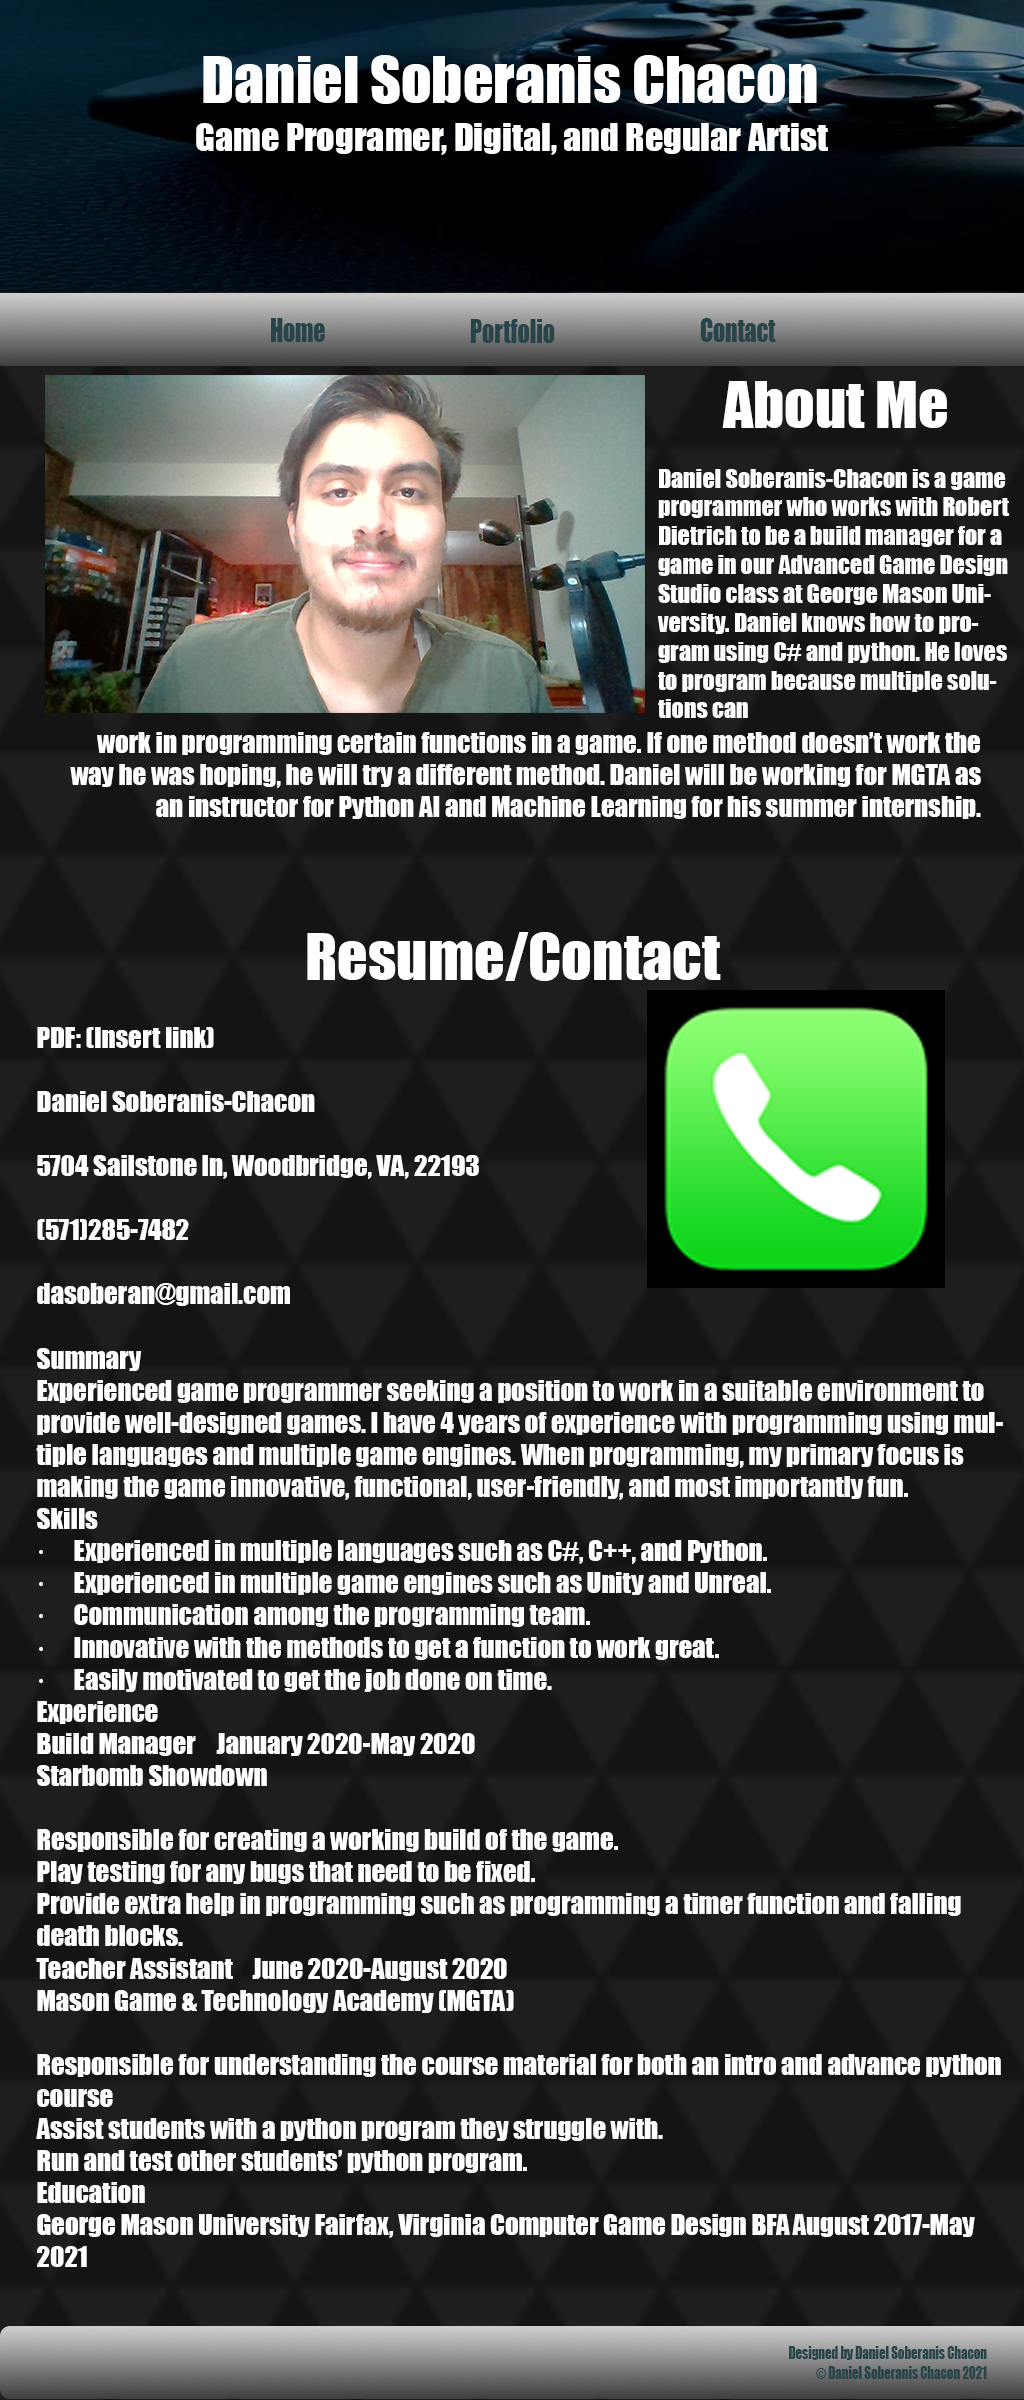 Daniel Soberanis Chacon
Game Programer, Digital, and Regular Artist
Home
Portfolio
Contact
About Me
Daniel Soberanis-Chacon is a game
programmer who works with Robert
Dietrich to be a build manager for a
game in our Advanced Game Design
Studio class at George Mason Uni-
versity. Daniel knows how to pro-
gram using C# and python. He loves
to program because multiple solu-
tions can
work in programming certain functions in a game. If one method doesn’t work the
way he was hoping, he will try a different method. Daniel will be working for MGTA as
an instructor for Python AI and Machine Learning for his summer internship.
Resume/Contact
PDF: (Insert link)
Daniel Soberanis-Chacon
5704 Sailstone ln, Woodbridge, VA, 22193
(571)285-7482
dasoberan@gmail.com
Summary
Experienced game programmer seeking a position to work in a suitable environment to
provide well-designed games. I have 4 years of experience with programming using mul-
tiple languages and multiple game engines. When programming, my primary focus is
making the game innovative, functional, user-friendly, and most importantly fun.
Skills
· Experienced in multiple languages such as C#, C++, and Python.
· Experienced in multiple game engines such as Unity and Unreal.
· Communication among the programming team.
· Innovative with the methods to get a function to work great.
· Easily motivated to get the job done on time.
Experience
Build Manager January 2020-May 2020
Starbomb Showdown
Responsible for creating a working build of the game.
Play testing for any bugs that need to be fixed.
Provide extra help in programming such as programming a timer function and falling
death blocks.
Teacher Assistant June 2020-August 2020
Mason Game & Technology Academy (MGTA)
Responsible for understanding the course material for both an intro and advance python
course
Assist students with a python program they struggle with.
Run and test other students’ python program.
Education
George Mason University Fairfax, Virginia Computer Game Design BFA August 2017-May
2021
Designed by Daniel Soberanis Chacon
© Daniel Soberanis Chacon 2021